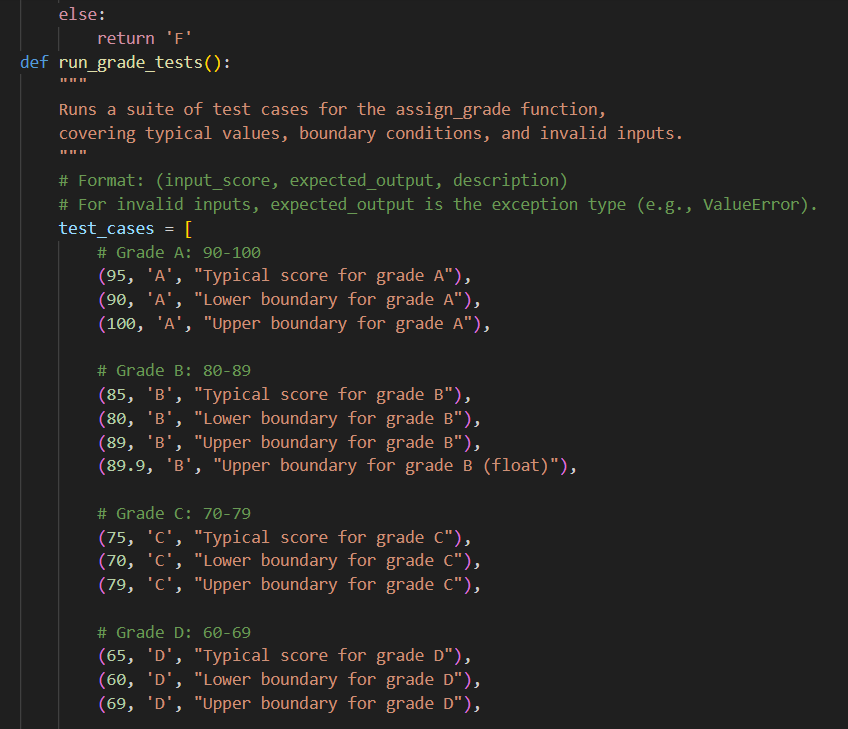 else:
return 'F'
def run_grade_tests():
"""
Runs a suite of test cases for the assign_grade function,
covering typical values, boundary conditions, and invalid inputs.
"""
# Format: (input_score, expected_output, description)
# For invalid inputs, expected_output is the exception type (e.g., ValueError).
test_cases = [
# Grade A: 90-100
(95, 'A', "Typical score for grade A"),
(90, 'A', "Lower boundary for grade A"),
(100, 'A', "Upper boundary for grade A"),
# Grade B: 80-89
(85, 'B', "Typical score for grade B"),
(80, 'B', "Lower boundary for grade B"),
(89, 'B', "Upper boundary for grade B"),
(89.9, 'B', "Upper boundary for grade B (float)"),
# Grade C: 70-79
(75, 'C', "Typical score for grade C"),
(70, 'C', "Lower boundary for grade C"),
(79, 'C', "Upper boundary for grade C"),
# Grade D: 60-69
(65, 'D', "Typical score for grade D"),
(60, 'D', "Lower boundary for grade D"),
(69, 'D', "Upper boundary for grade D"),